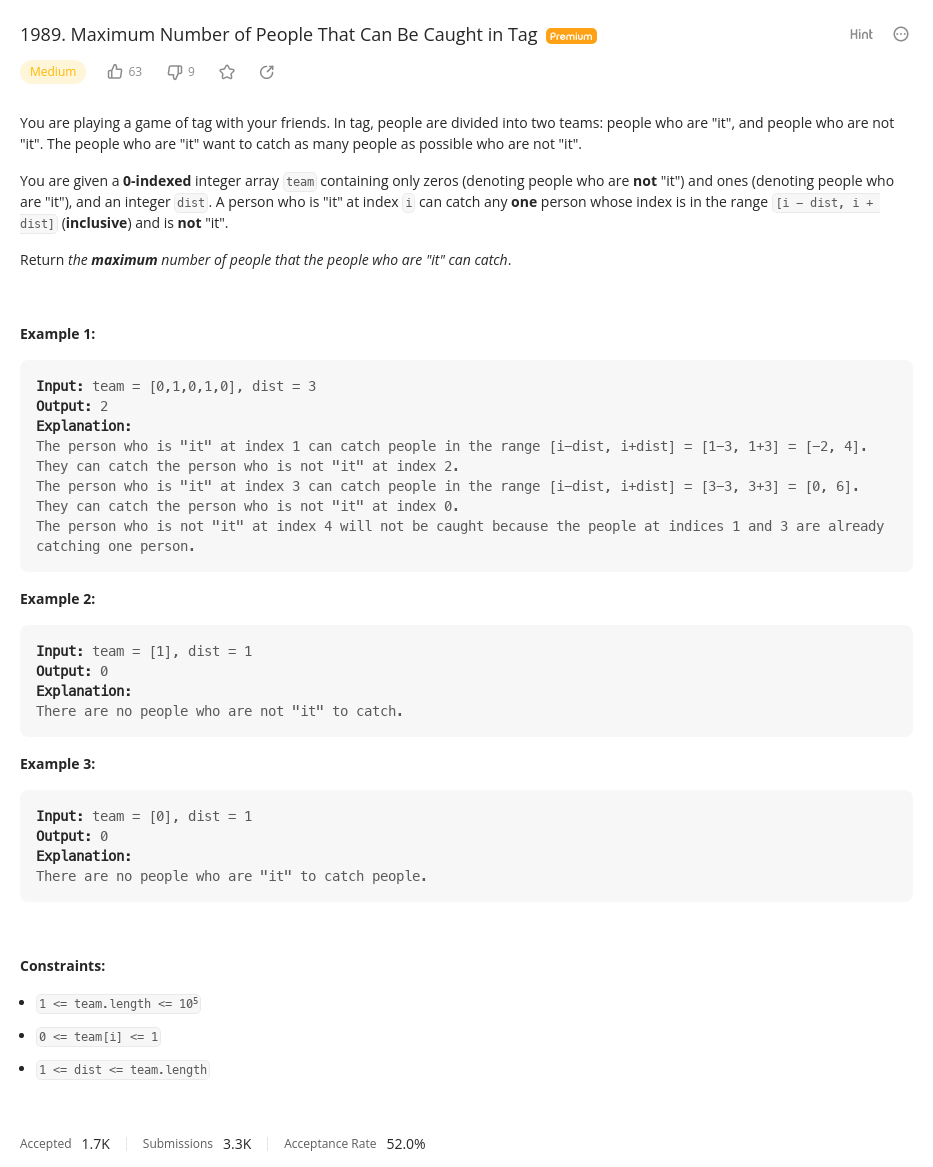 1989. Maximum Number of People That Can Be Caught in Tag Premium Hint
Medium 63 9
You are playing a game of tag with your friends. In tag, people are divided into two teams: people who are "it", and people who are not
"it". The people who are "it" want to catch as many people as possible who are not "it".
You are given a 0-indexed integer array team containing only zeros (denoting people who are not "it") and ones (denoting people who
are "it"), and an integer dist. A person who is "it" at index i can catch any one person whose index is in the range [i - dist, i +
dist] (inclusive) and is not "it".
Return the maximum number of people that the people who are "it" can catch.
Example 1:
Input: team = [0,1,0,1,0], dist = 3
Output: 2
Explanation:
The person who is "it" at index 1 can catch people in the range [i-dist, i+dist] = [1-3, 1+3] = [-2, 4].
They can catch the person who is not "it" at index 2.
The person who is "it" at index 3 can catch people in the range [i-dist, i+dist] = [3-3, 3+3] = [0, 6].
They can catch the person who is not "it" at index 0.
The person who is not "it" at index 4 will not be caught because the people at indices 1 and 3 are already
catching one person.
Example 2:
Input: team = [1], dist = 1
Output: 0
Explanation:
There are no people who are not "it" to catch.
Example 3:
Input: team = [0], dist = 1
Output: 0
Explanation:
There are no people who are "it" to catch people.
Constraints:
1 <= team.length <= 10⁵
0 <= team[i] <= 1
1 <= dist <= team.length
Accepted 1.7K Submissions 3.3K Acceptance Rate 52.0%